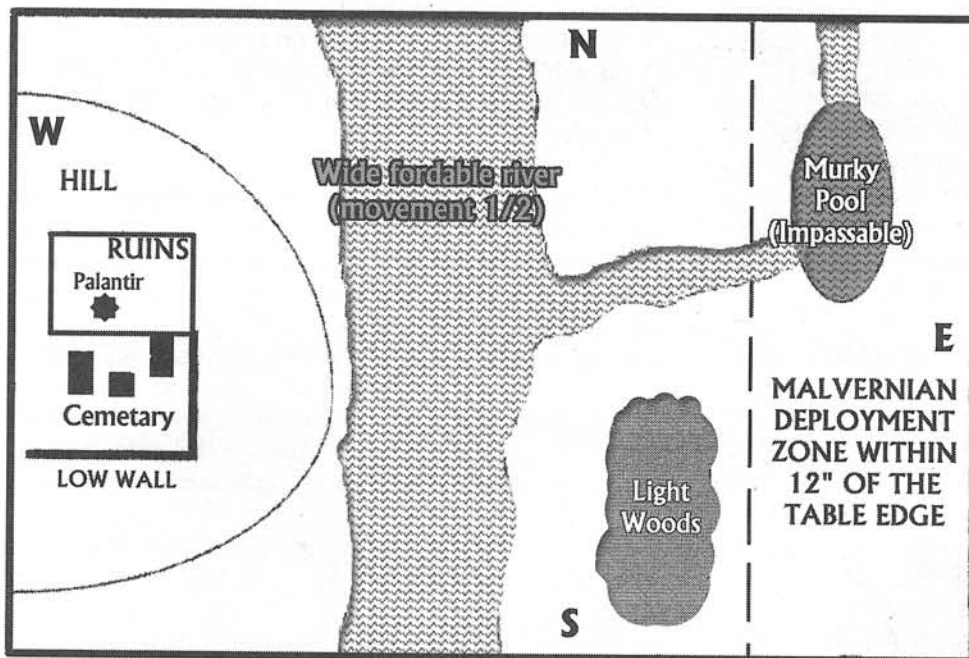 N
W
HILL
RUINS
Palantir
Cemetary
LOW WALL
Wide fordable river
(movement 1/2)
Murky
Pool
(Impassable)
E
MALVERNIAN
DEPLOYMENT
ZONE WITHIN
12" OF THE
TABLE EDGE
Light
Woods
S